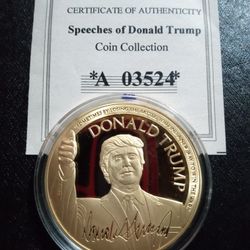 CERTIFICATE OF AUTHENTICITY
Speeches of Donald Trump
Coin Collection
*A 03524*
DONALD TRUMP